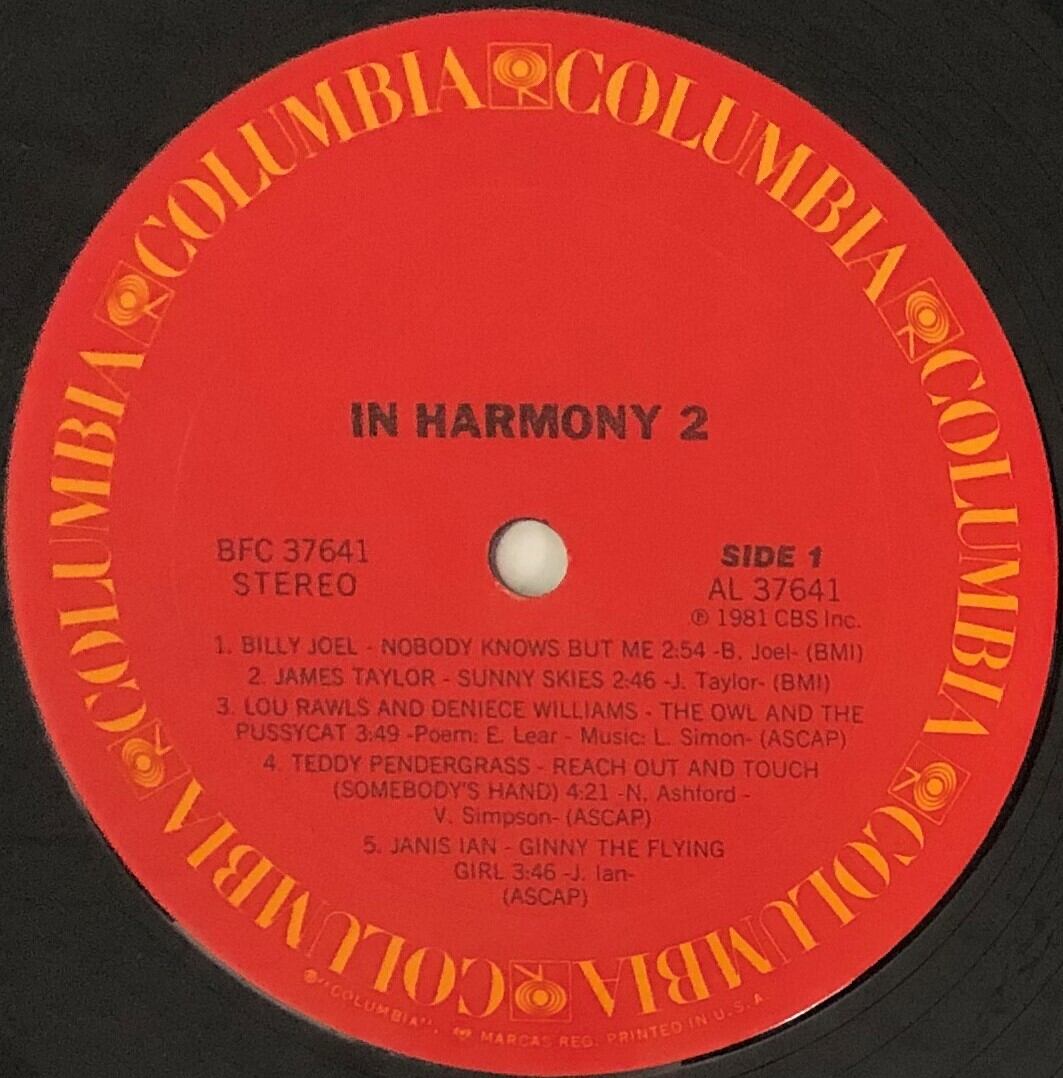 COLUMBIA COLUMBIA COLUMBIA COLUMBIA COLUMBIA COLUMBIA
IN HARMONY 2
BFC 37641
STEREO
SIDE 1
AL 37641
℗ 1981 CBS Inc.
1. BILLY JOEL - NOBODY KNOWS BUT ME 2:54 -B. Joel- (BMI)
2. JAMES TAYLOR - SUNNY SKIES 2:46 -J. Taylor- (BMI)
3. LOU RAWLS AND DENIECE WILLIAMS - THE OWL AND THE
PUSSYCAT 3:49 -Poem: E. Lear - Music: L. Simon- (ASCAP)
4. TEDDY PENDERGRASS - REACH OUT AND TOUCH
(SOMEBODY'S HAND) 4:21 -N. Ashford -
V. Simpson- (ASCAP)
5. JANIS IAN - GINNY THE FLYING
GIRL 3:46 -J. Ian-
(ASCAP)
® "COLUMBIA", MARCAS REG. PRINTED IN U.S.A.